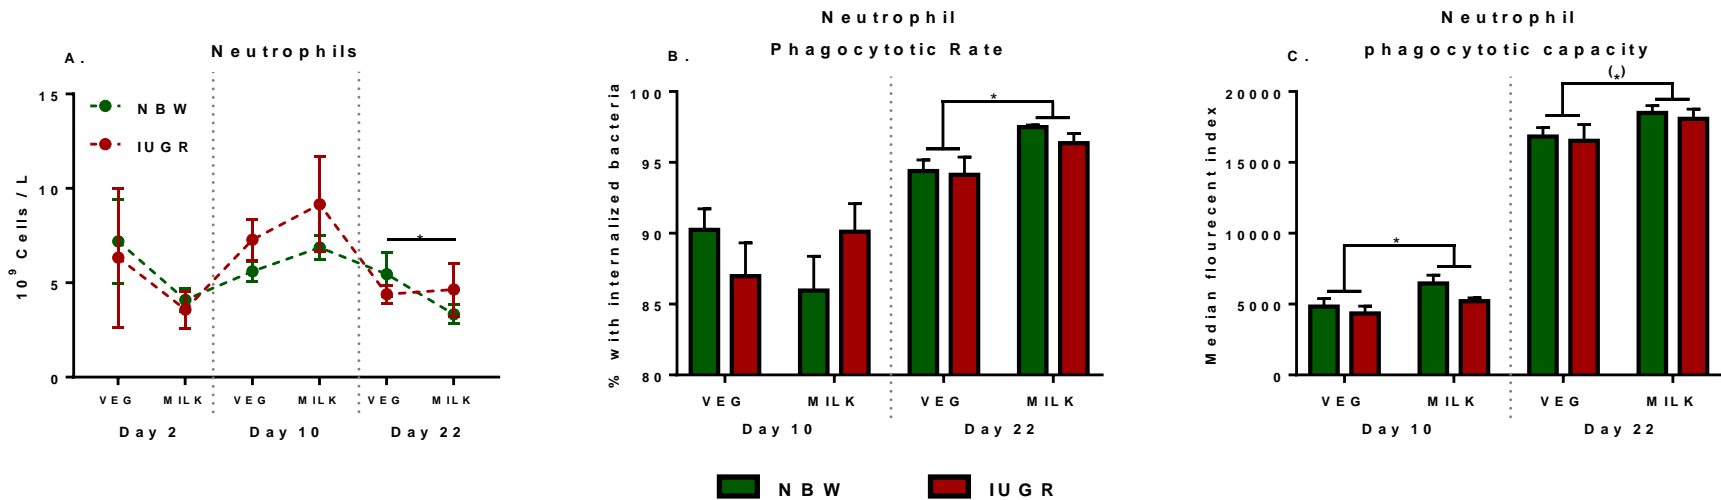 A.
Neutrophils
NBW
IUGR
15
10
5
0
10⁹ Cells / L
*
VEG MILK VEG MILK VEG MILK
Day 2 Day 10 Day 22
B.
Neutrophil
Phagocytotic Rate
100
95
90
85
80
% with internalized bacteria
*
VEG MILK VEG MILK
Day 10 Day 22
C.
Neutrophil
phagocytotic capacity
(*)
20000
15000
10000
5000
0
Median flourecent index
*
VEG MILK VEG MILK
Day 10 Day 22
NBW IUGR